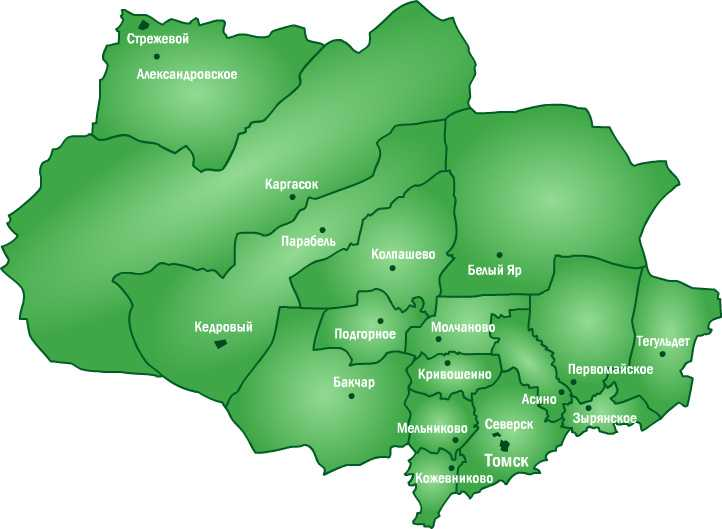 Стрежевой
Александровское
Каргасок
Парабель
Колпашево
Белый Яр
Кедровый
Подгорное
Молчаново
Тегульдет
Кривошеино
Первомайское
Бакчар
Асино
Зырянское
Мельниково
Северск
Томск
Кожевниково